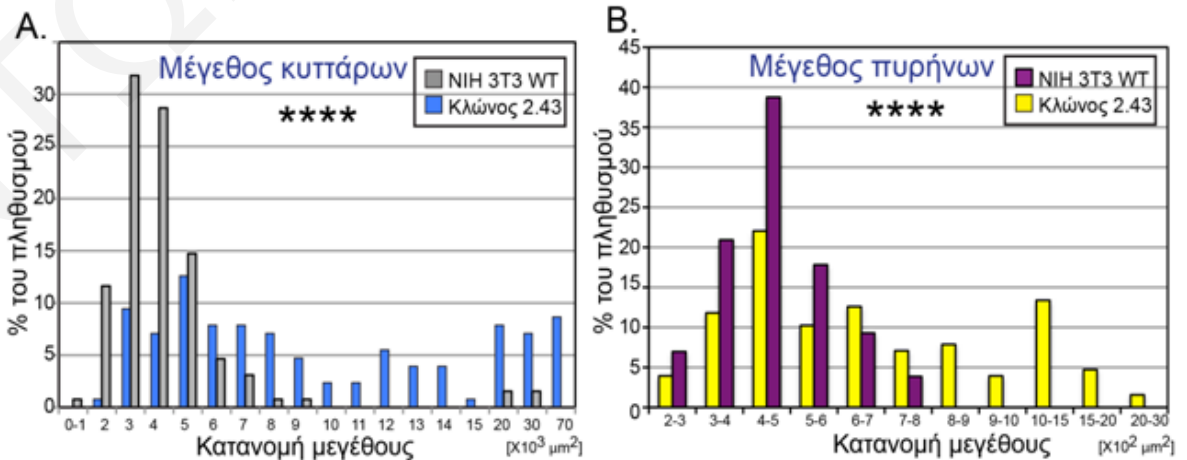 A.
Μέγεθος κυττάρων
****
NIH 3T3 WT
Κλώνος 2.43
% του πληθυσμού
30
25
20
15
10
5
0
0-1 2 3 4 5 6 7 8 9 10 11 12 13 14 15 20 30 70
Κατανομή μεγέθους [X10³ μm²]
B.
Μέγεθος πυρήνων
****
NIH 3T3 WT
Κλώνος 2.43
% του πληθυσμού
45
40
35
30
25
20
15
10
5
0
2-3 3-4 4-5 5-6 6-7 7-8 8-9 9-10 10-15 15-20 20-30
Κατανομή μεγέθους [X10² μm²]